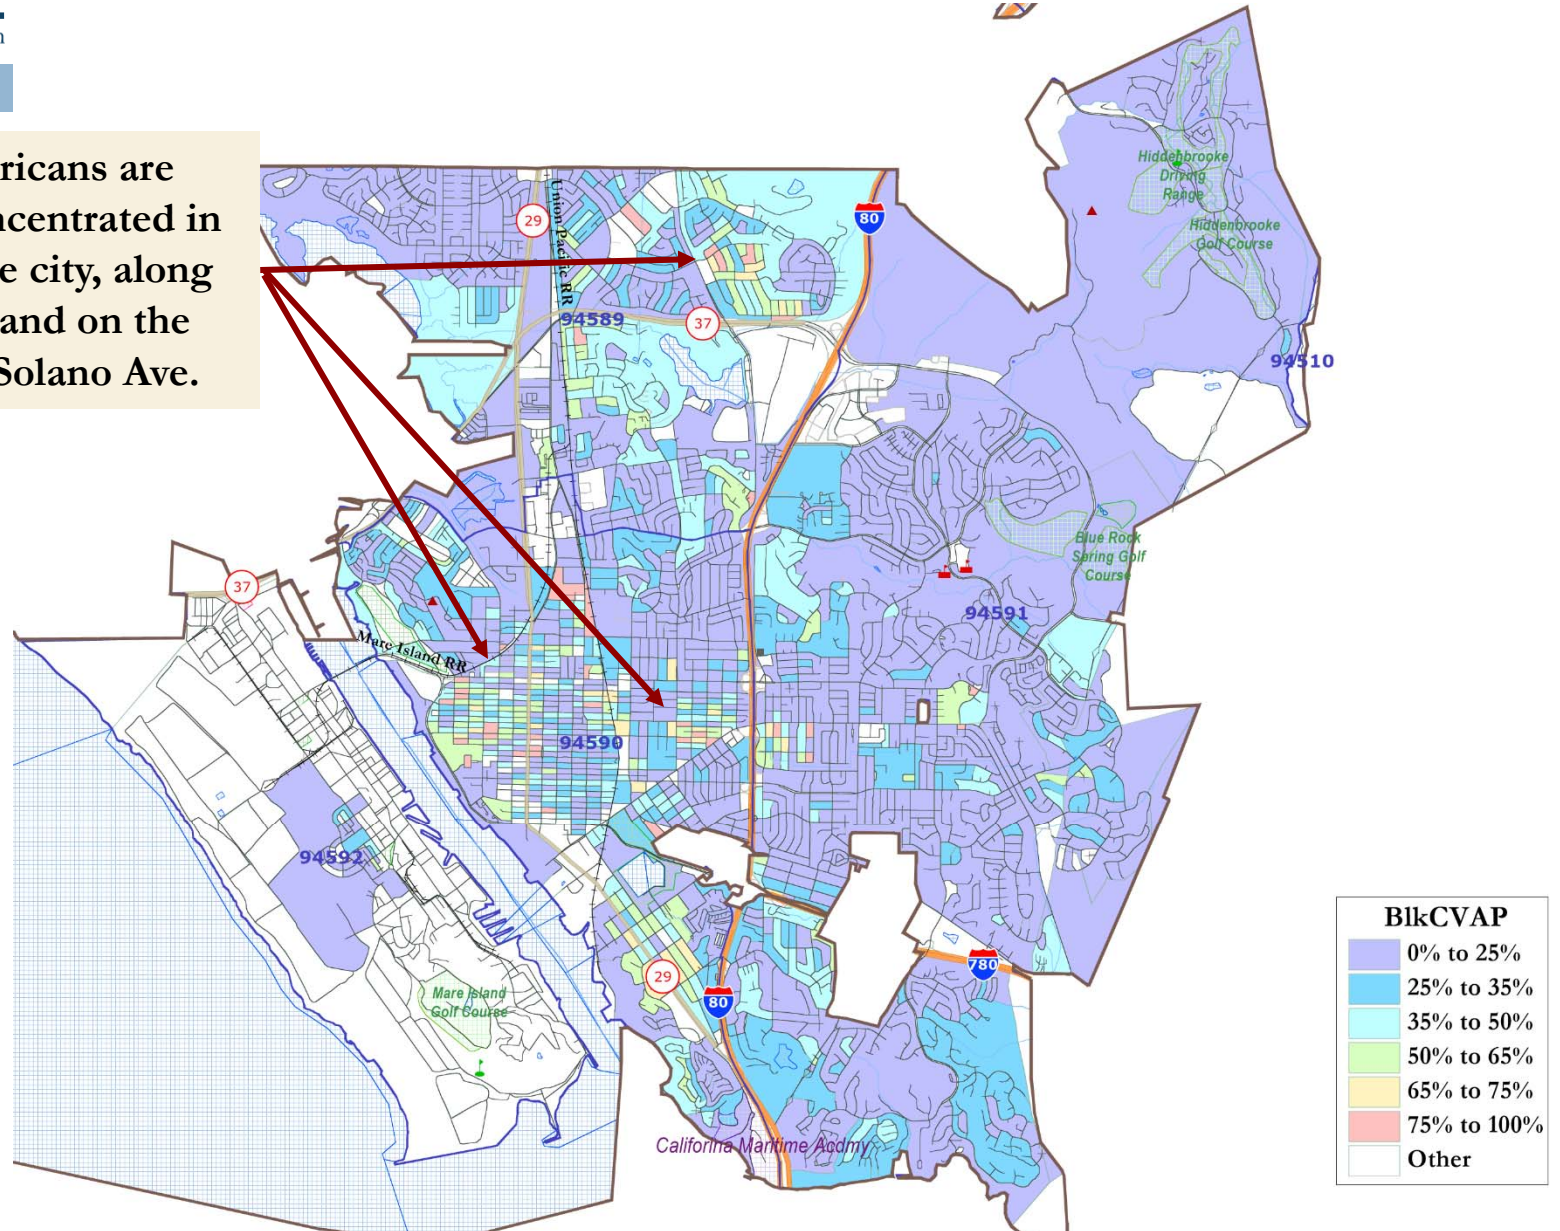 n
ricans are
ncentrated in
e city, along
and on the
Solano Ave.
Hiddenbrooke
Driving
Range
Hiddenbrooke
Golf Course
80
29
Union Pacific RR
94589
37
94510
Blue Rock
Spring Golf
Course
37
94591
Mare Island RR
94590
94592
BlkCVAP
0% to 25%
25% to 35%
35% to 50%
50% to 65%
65% to 75%
75% to 100%
Other
780
29
80
Mare Island
Golf Course
Califorina Maritime Acdmy